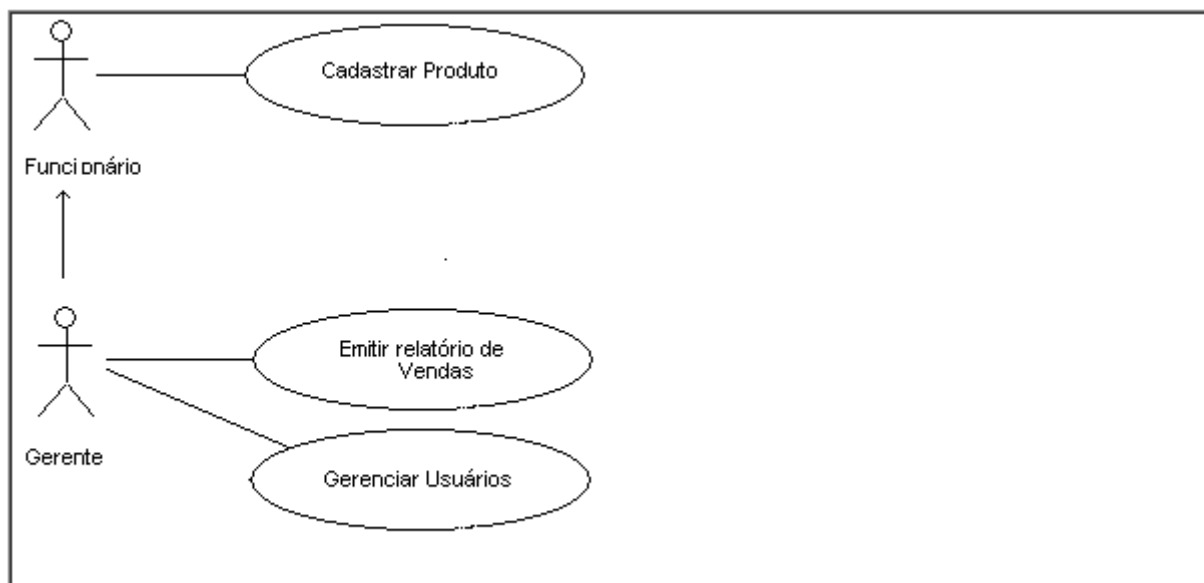 Cadastrar Produto
Funcionário
Emitir relatório de
Vendas
Gerente
Gerenciar Usuários